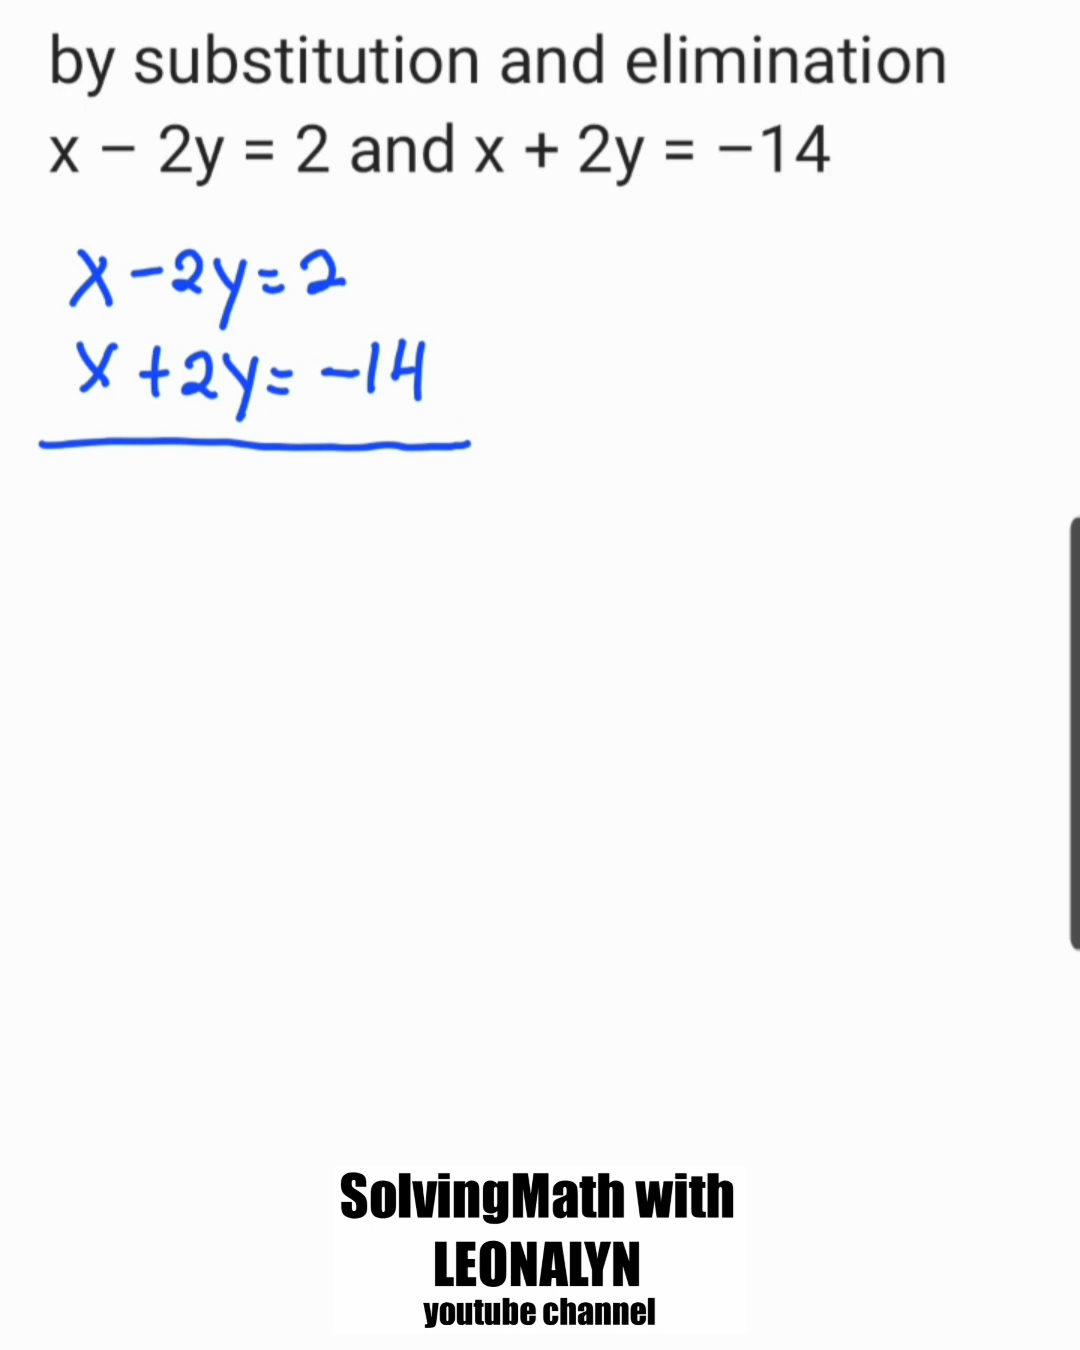 by substitution and elimination
x – 2y = 2 and x + 2y = –14
x-2y=2
x+2y=-14
SolvingMath with
LEONALYN
youtube channel